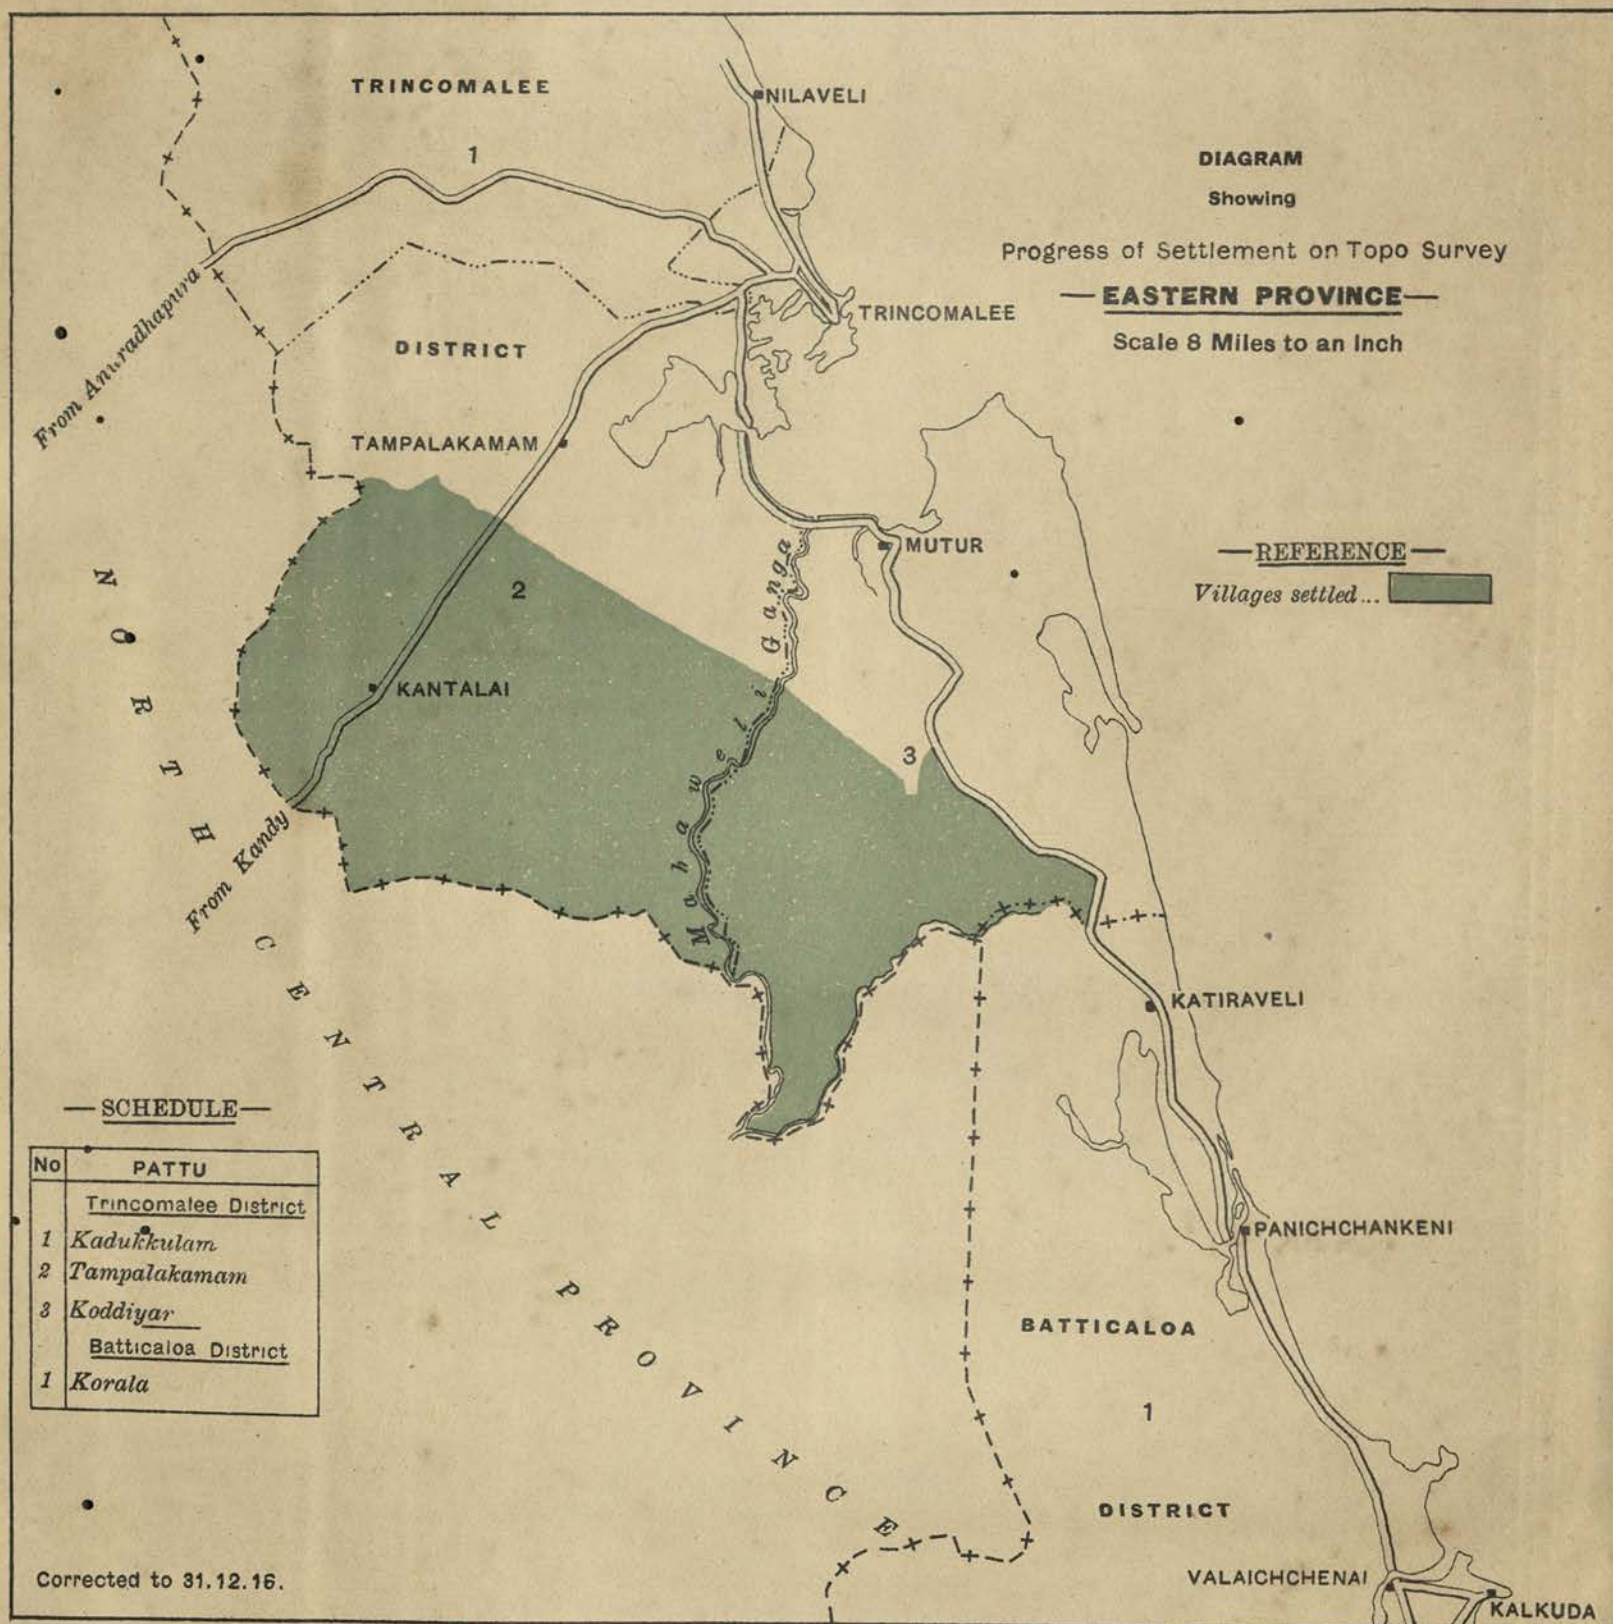 TRINCOMALEE
1
NILAVELI
DIAGRAM
Showing
Progress of Settlement on Topo Survey
— EASTERN PROVINCE —
Scale 8 Miles to an Inch
TRINCOMALEE
From Anuradhapura
DISTRICT
TAMPALAKAMAM
MUTUR
— REFERENCE —
Villages settled...
2
KANTALAI
Mahaweli Ganga
3
From Kandy
NORTH CENTRAL PROVINCE
KATIRAVELI
— SCHEDULE —
No PATTU
Trincomalee District
1 Kadukkulam
2 Tampalakamam
3 Koddiyar
Batticaloa District
1 Korala
PANICHCHANKENI
BATTICALOA
1
DISTRICT
VALAICHCHENAI
KALKUDA
Corrected to 31.12.16.